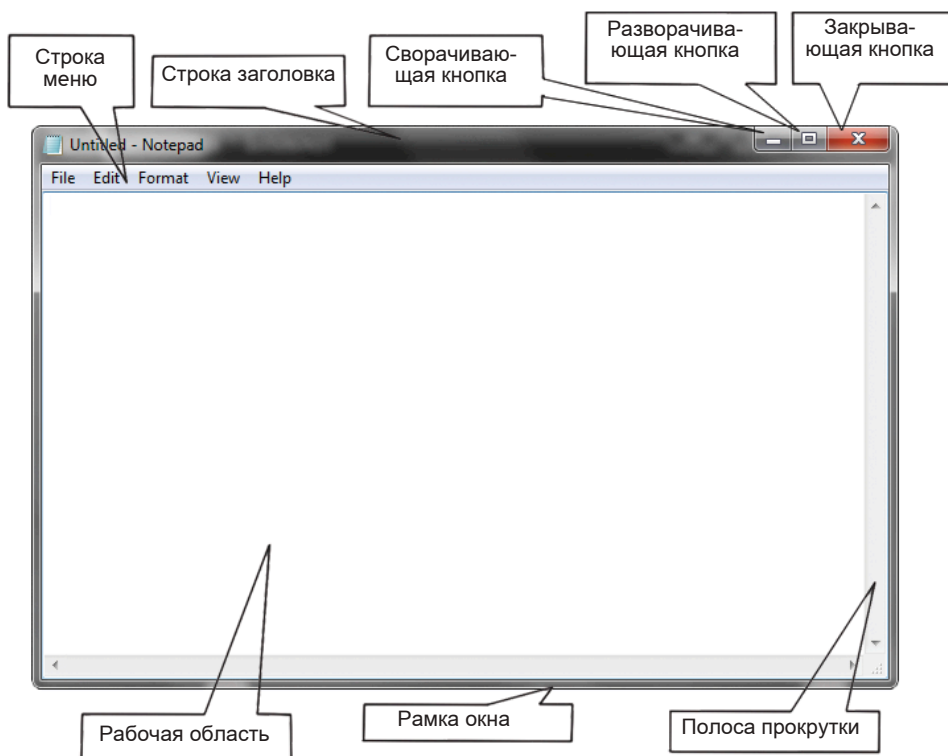 Строка
меню
Строка заголовка
Сворачиваю-
щая кнопка
Разворачива-
ющая кнопка
Закрыва-
ющая кнопка
Untitled - Notepad
File Edit Format View Help
Рабочая область
Рамка окна
Полоса прокрутки